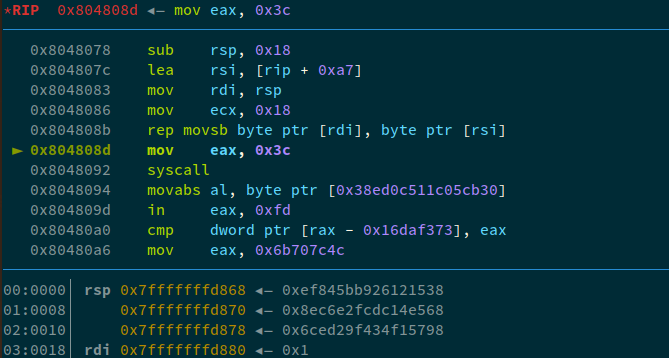 *RIP 0x804808d ◂— mov eax, 0x3c
0x8048078 sub rsp, 0x18
0x804807c lea rsi, [rip + 0xa7]
0x8048083 mov rdi, rsp
0x8048086 mov ecx, 0x18
0x804808b rep movsb byte ptr [rdi], byte ptr [rsi]
► 0x804808d mov eax, 0x3c
0x8048092 syscall
0x8048094 movabs al, byte ptr [0x38ed0c511c05cb30]
0x804809d in eax, 0xfd
0x80480a0 cmp dword ptr [rax - 0x16daf373], eax
0x80480a6 mov eax, 0x6b707c4c
00:0000│ rsp 0x7fffffffd868 ◂— 0xef845bb926121538
01:0008│ 0x7fffffffd870 ◂— 0x8ec6e2fcdc14e568
02:0010│ 0x7fffffffd878 ◂— 0x6ced29f434f15798
03:0018│ rdi 0x7fffffffd880 ◂— 0x1